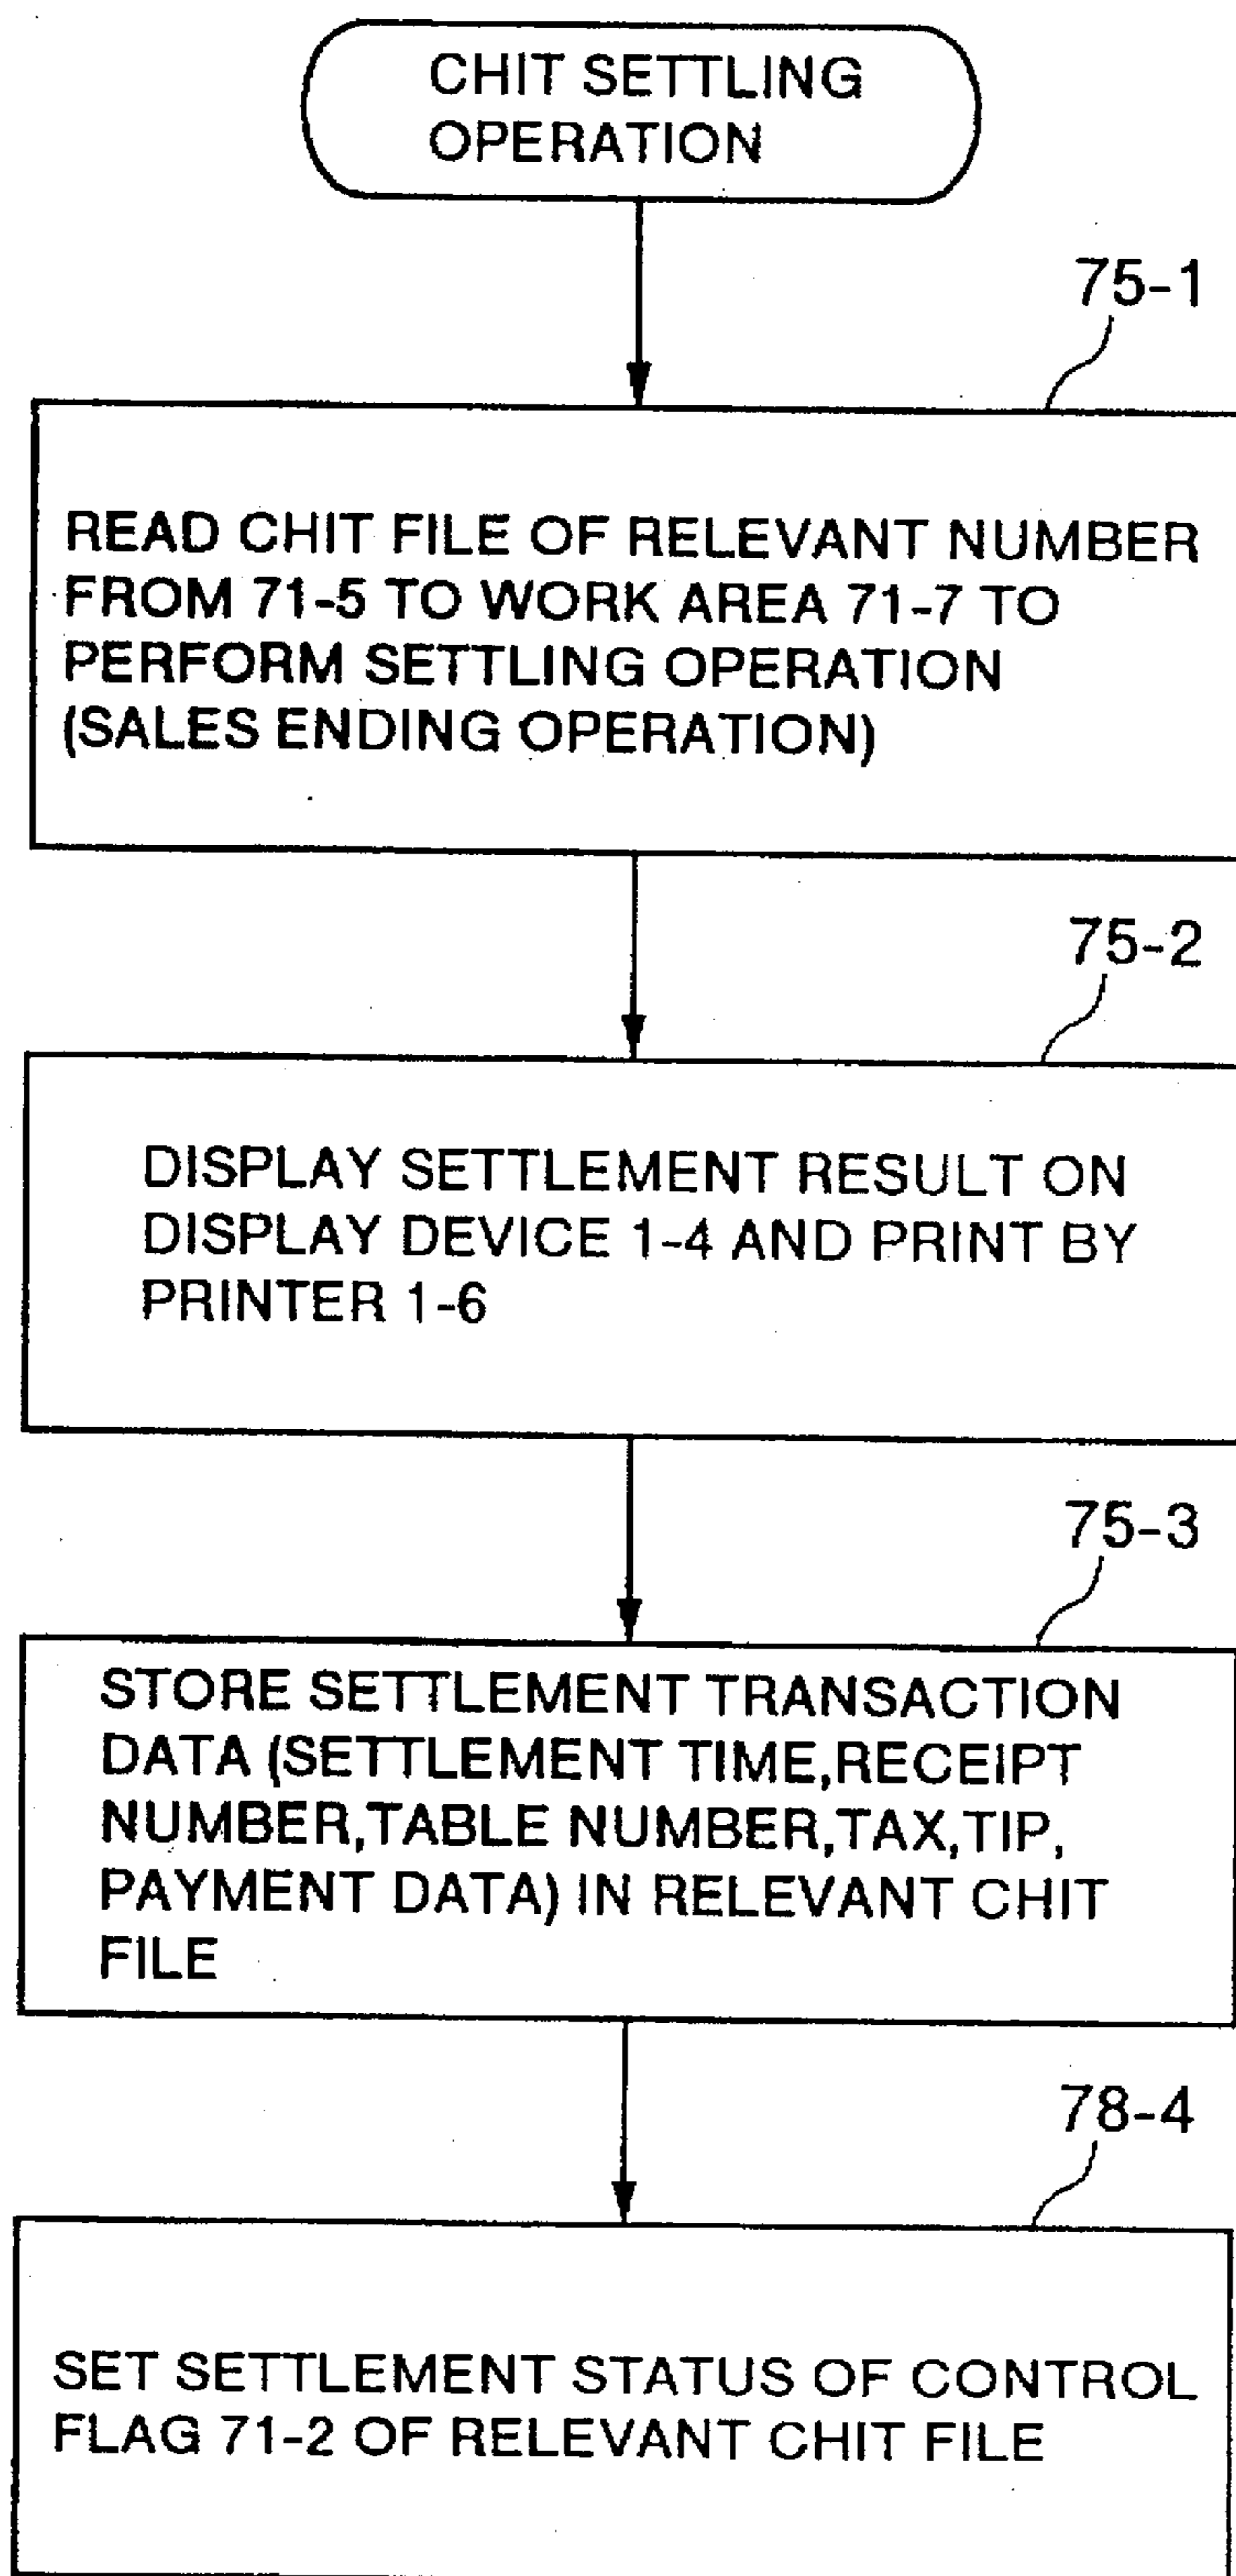 CHIT SETTLING
OPERATION
75-1
READ CHIT FILE OF RELEVANT NUMBER
FROM 71-5 TO WORK AREA 71-7 TO
PERFORM SETTLING OPERATION
(SALES ENDING OPERATION)
75-2
DISPLAY SETTLEMENT RESULT ON
DISPLAY DEVICE 1-4 AND PRINT BY
PRINTER 1-6
75-3
STORE SETTLEMENT TRANSACTION
DATA (SETTLEMENT TIME,RECEIPT
NUMBER,TABLE NUMBER,TAX,TIP,
PAYMENT DATA) IN RELEVANT CHIT
FILE
78-4
SET SETTLEMENT STATUS OF CONTROL
FLAG 71-2 OF RELEVANT CHIT FILE